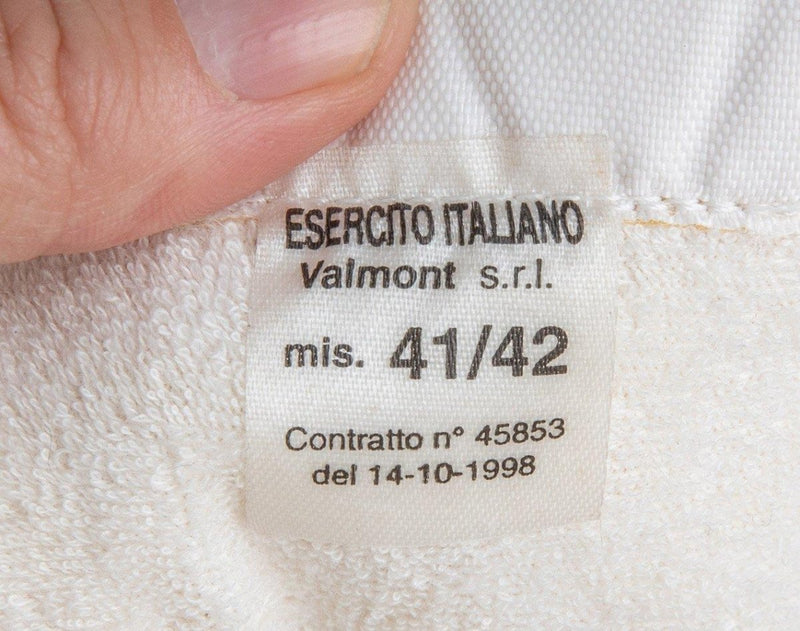 ESERCITO ITALIANO
Valmont s.r.l.
mis. 41/42
Contratto n° 45853
del 14-10-1998